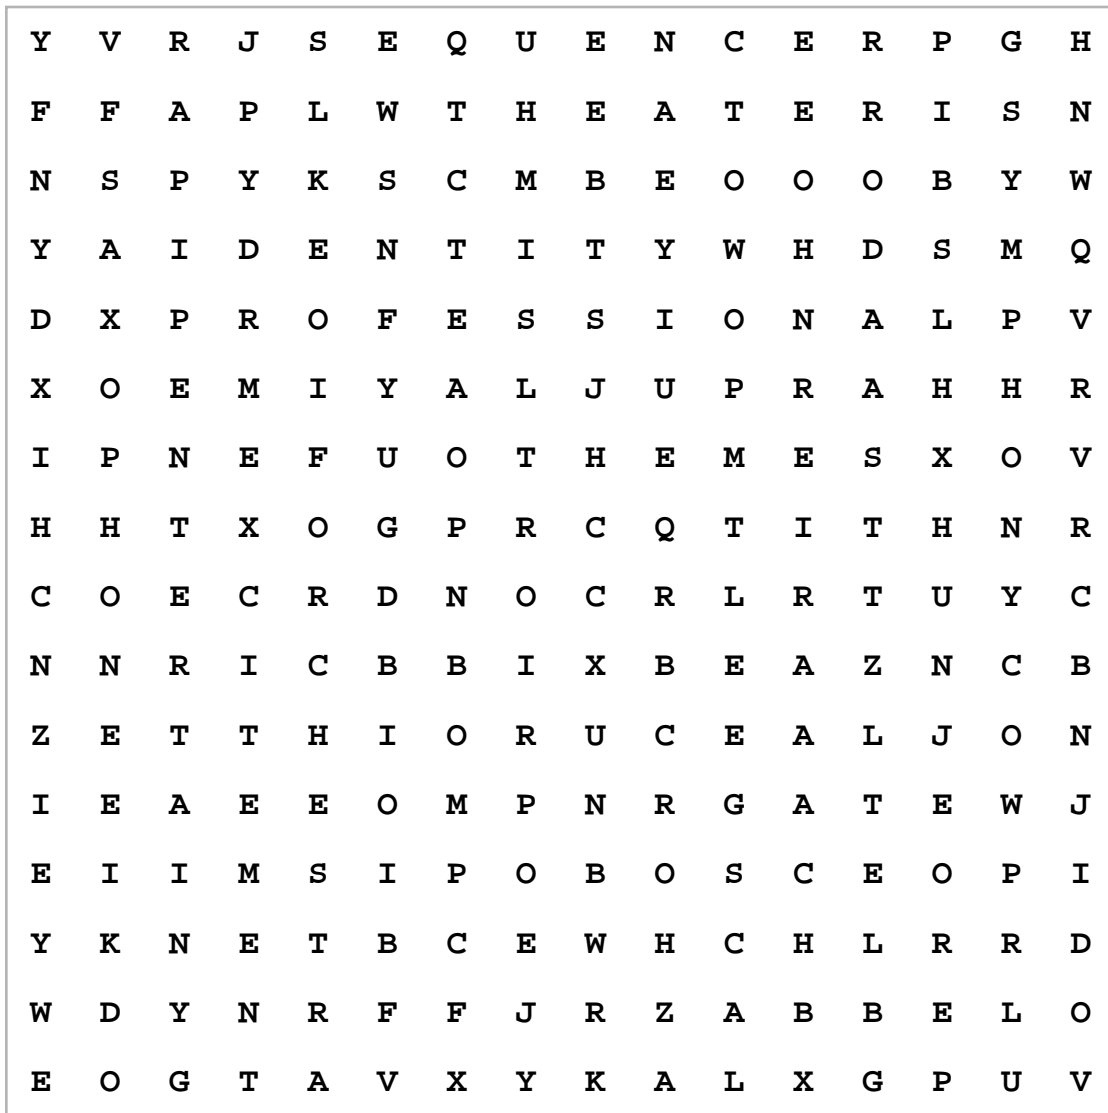 Y V R J S E Q U E N C E R P G H
F F A P L W T H E A T E R I S N
N S P Y K S C M B E O O O B Y W
Y A I D E N T I T Y W H D S M Q
D X P R O F E S S I O N A L P V
X O E M I Y A L J U P R A H H R
I P N E F U O T H E M E S X O V
H H T X O G P R C Q T I T H N R
C O E C R D N O C R L R T U Y C
N N R I C B B I X B E A Z N C B
Z E T T H I O R U C E A L J O N
I E A E E O M P N R G A T E W J
E I I M S I P O B O S C E O P I
Y K N E T B C E W H C H L R R D
W D Y N R F F J R Z A B B E L O
E O G T A V X Y K A L X G P U V